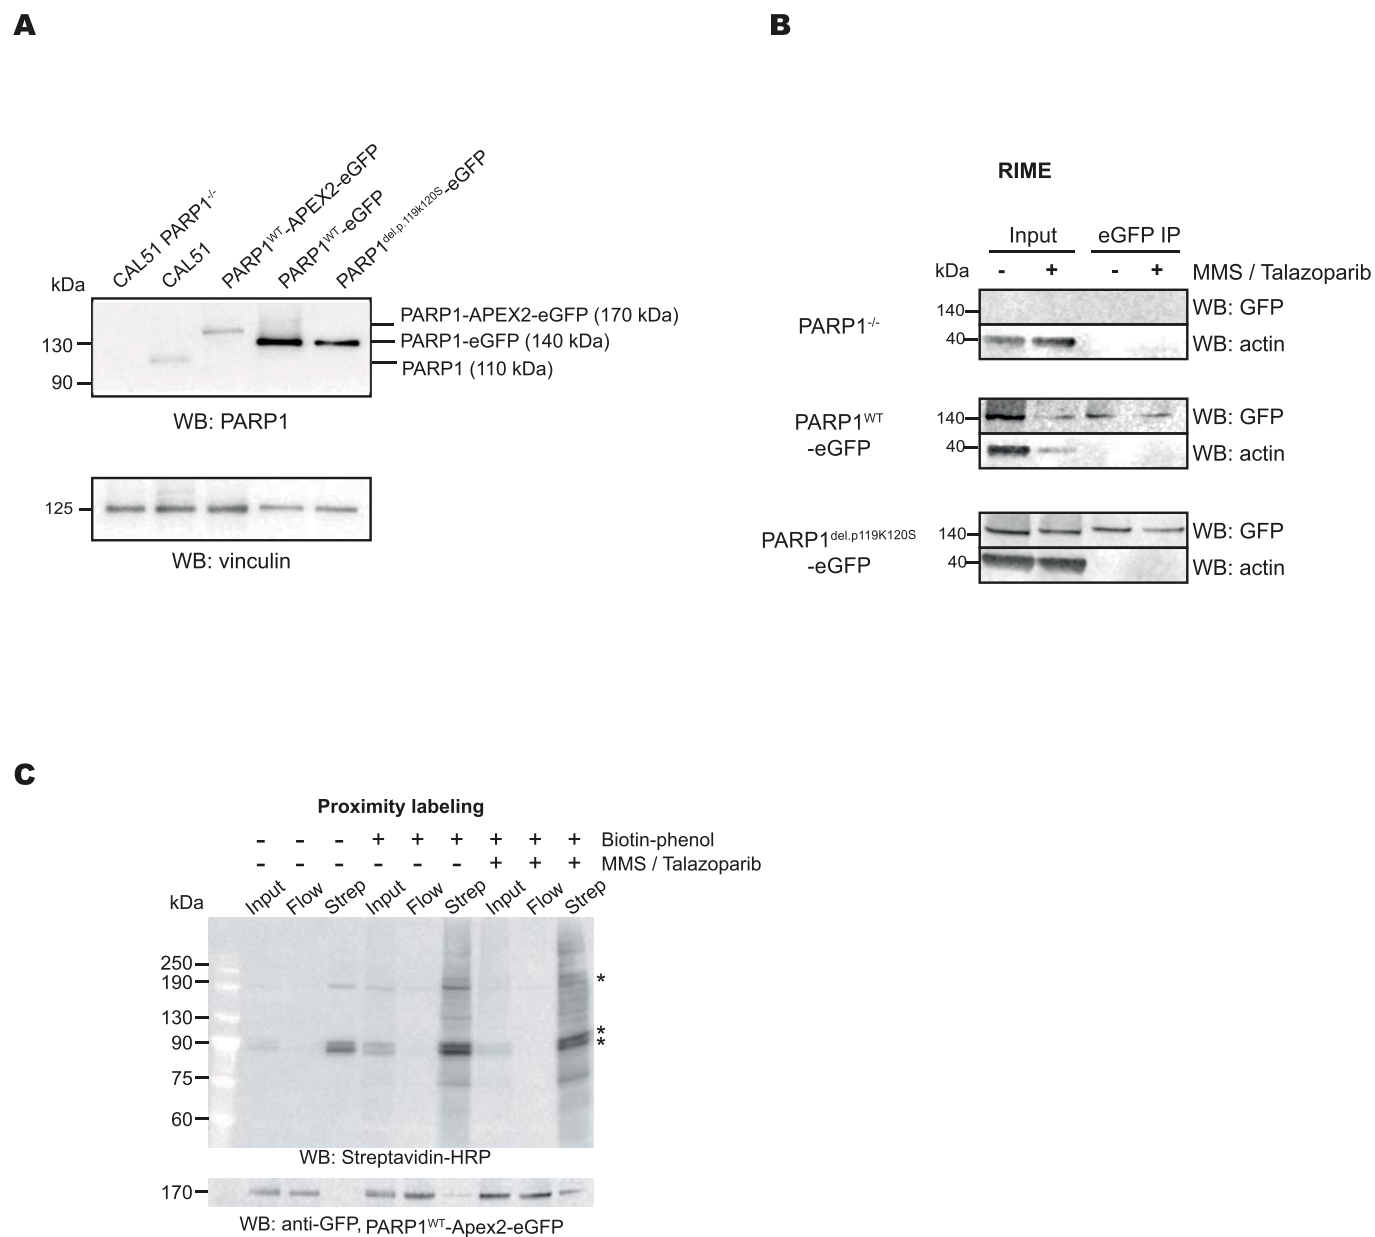 A
CAL51 PARP1-/-
CAL51
PARP1WT-APEX2-eGFP
PARP1WT-eGFP
PARP1del.p.119k120S-eGFP
kDa
130
90
PARP1-APEX2-eGFP (170 kDa)
PARP1-eGFP (140 kDa)
PARP1 (110 kDa)
WB: PARP1
125
WB: vinculin
B
RIME
Input eGFP IP
kDa - + - + MMS / Talazoparib
PARP1-/-
140 WB: GFP
40 WB: actin
PARP1WT
-eGFP
140 WB: GFP
40 WB: actin
PARP1del.p119K120S
-eGFP
140 WB: GFP
40 WB: actin
C
Proximity labeling
- - - + + + + + + Biotin-phenol
- - - - - - + + + MMS / Talazoparib
kDa Input Flow Strep Input Flow Strep Input Flow Strep
250
190 *
130
*
90 *
75
60
WB: Streptavidin-HRP
170
WB: anti-GFP, PARP1WT-Apex2-eGFP